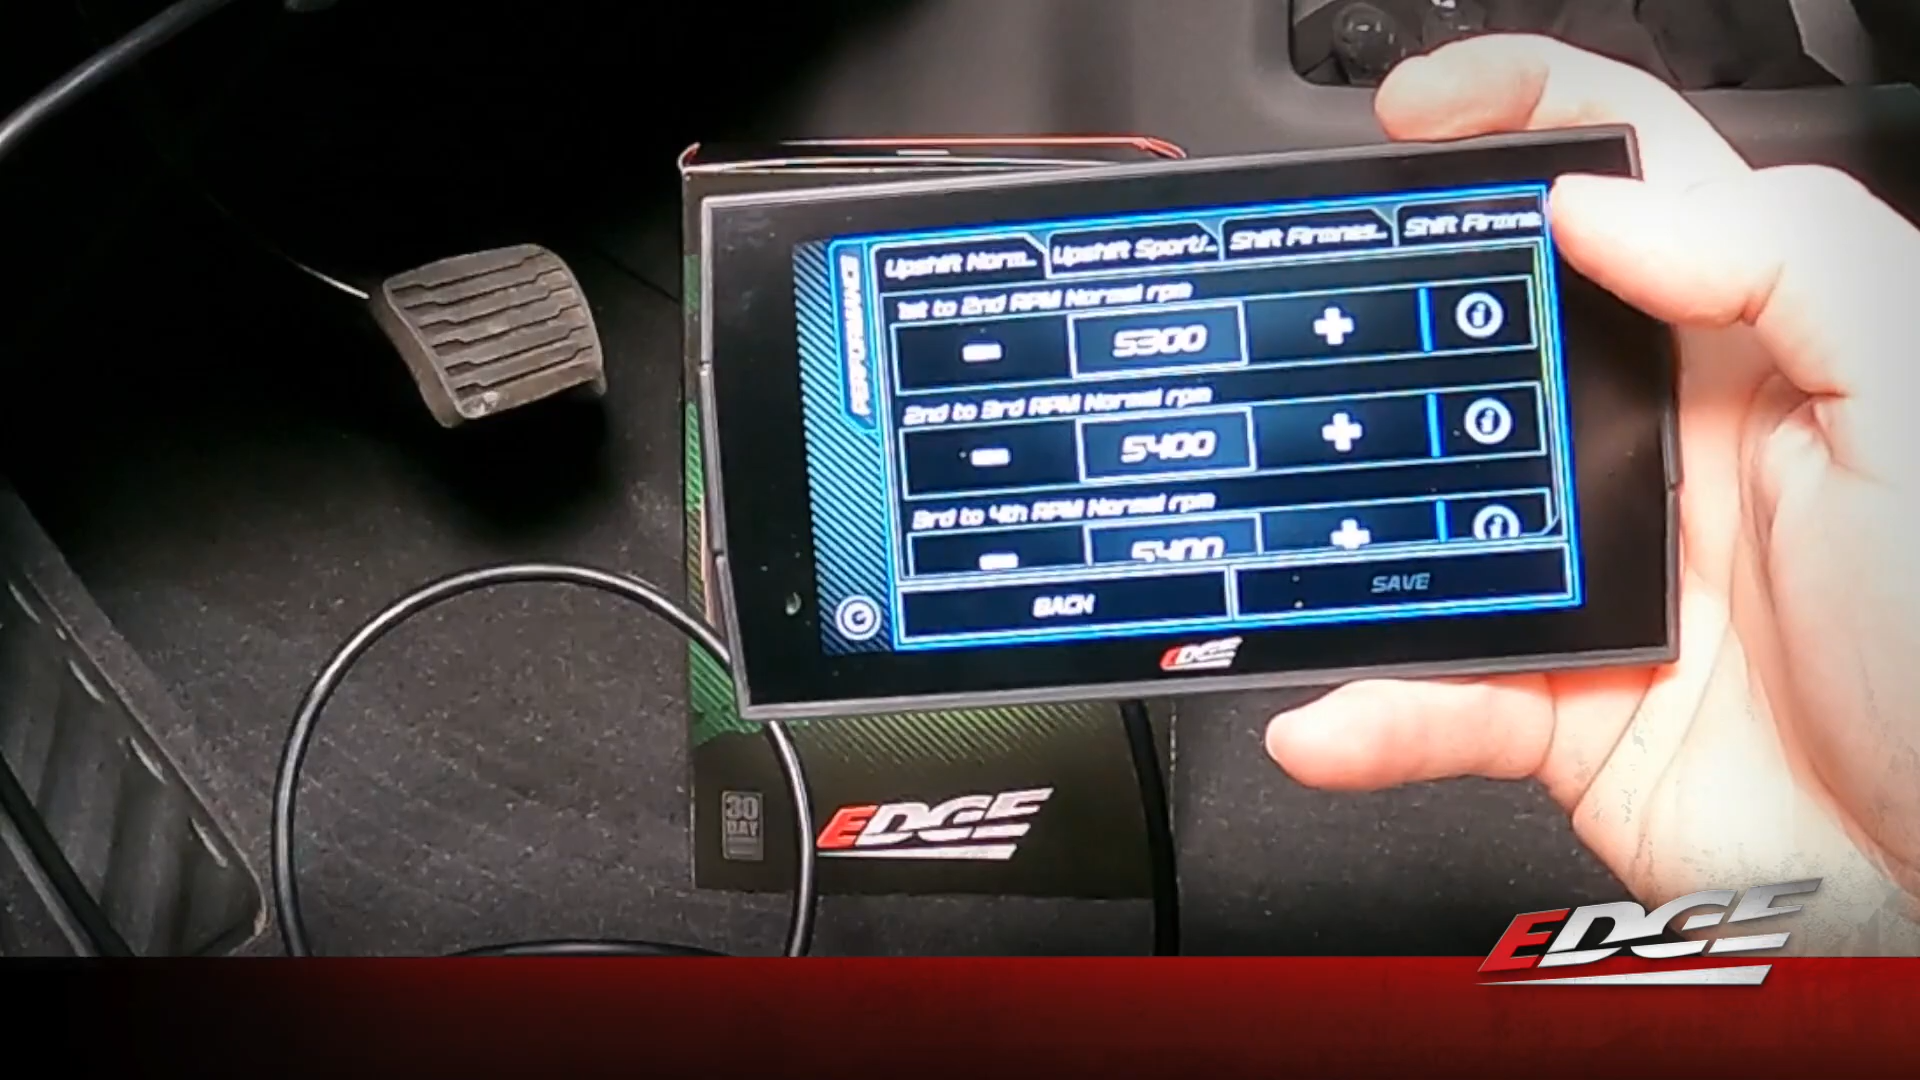 Upshift Norm..
Upshift Sport/..
Shift Firmnes..
Shift Firmne
PERFORMANCE
1st to 2nd RPM Normal rpm
5300
2nd to 3rd RPM Normal rpm
5400
3rd to 4th RPM Normal rpm
5400
BACK
SAVE
EDGE
30
DAY
EDGE
EDGE